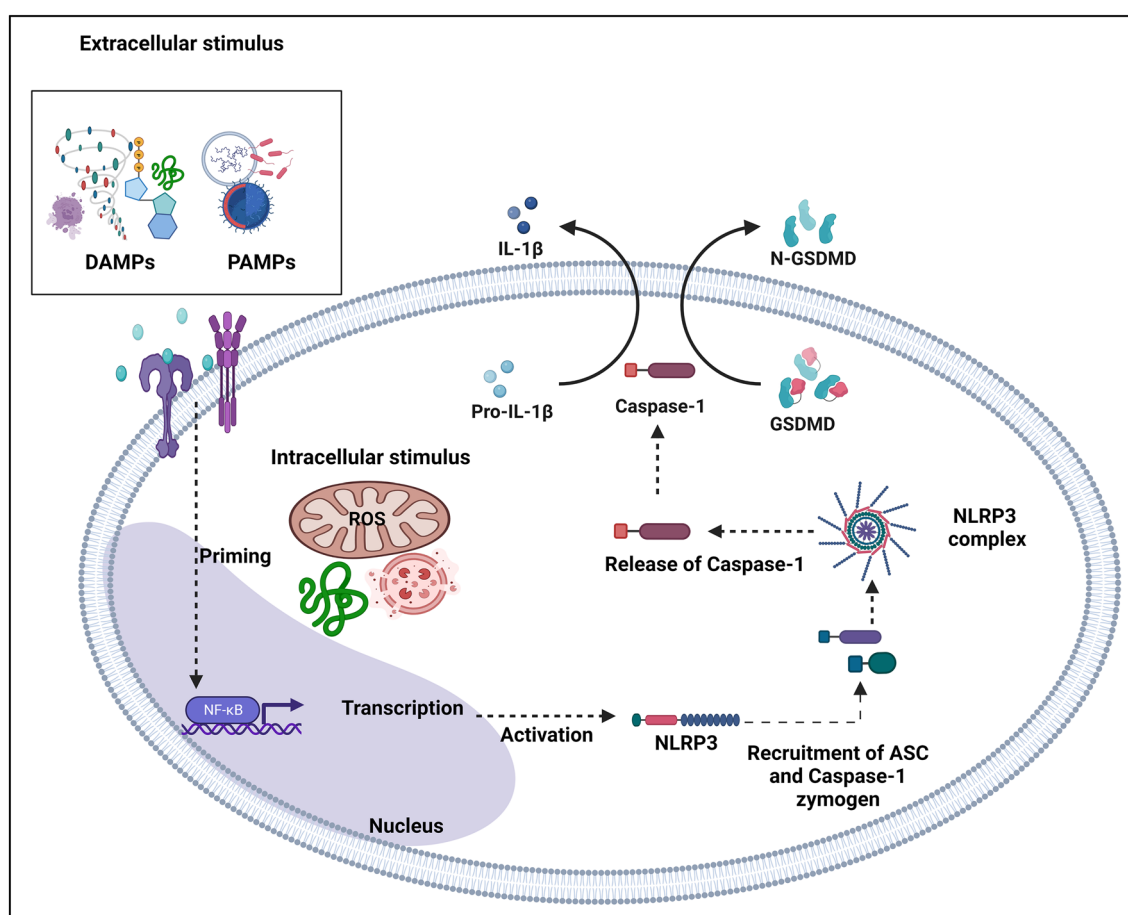 Extracellular stimulus
DAMPs
PAMPs
IL-1β
N-GSDMD
Pro-IL-1β
Caspase-1
GSDMD
Intracellular stimulus
ROS
Priming
Release of Caspase-1
NLRP3
complex
NF-κB
Transcription
Activation
NLRP3
Recruitment of ASC
and Caspase-1
zymogen
Nucleus